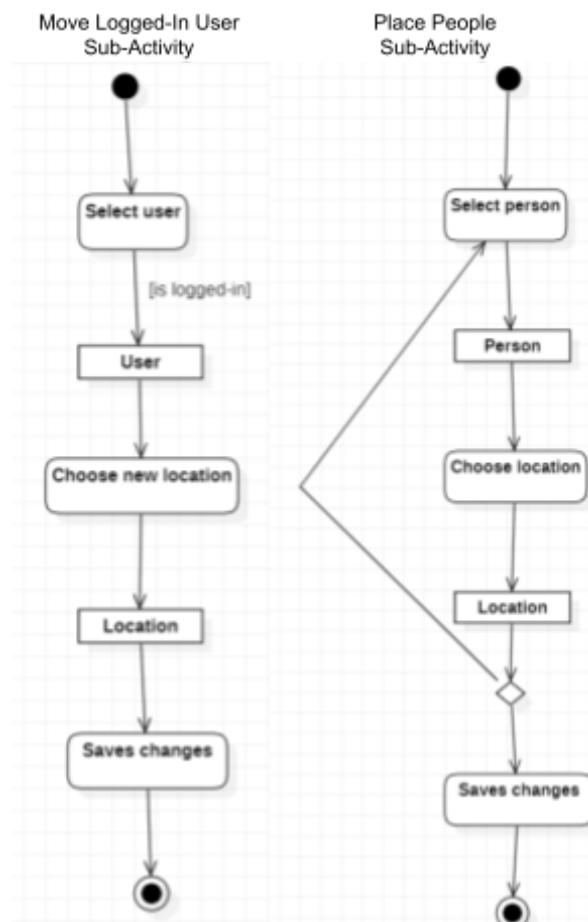 Move Logged-In User
Sub-Activity
Select user
[is logged-in]
User
Choose new location
Location
Saves changes
Place People
Sub-Activity
Select person
Person
Choose location
Location
Saves changes